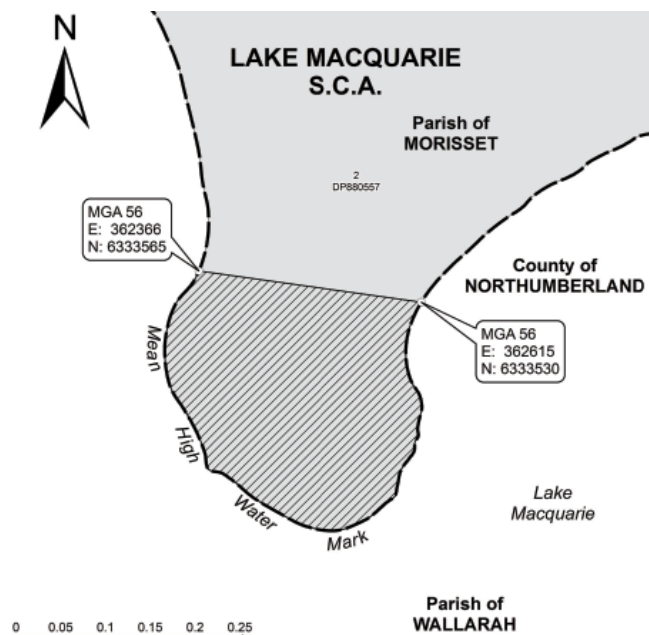 N
LAKE MACQUARIE
S.C.A.
Parish of
MORISSET
2
DP880557
MGA 56
E: 362366
N: 6333565
County of
NORTHUMBERLAND
MGA 56
E: 362615
N: 6333530
Mean
High
Water
Mark
Lake
Macquarie
Parish of
WALLARAH
0 0.05 0.1 0.15 0.2 0.25